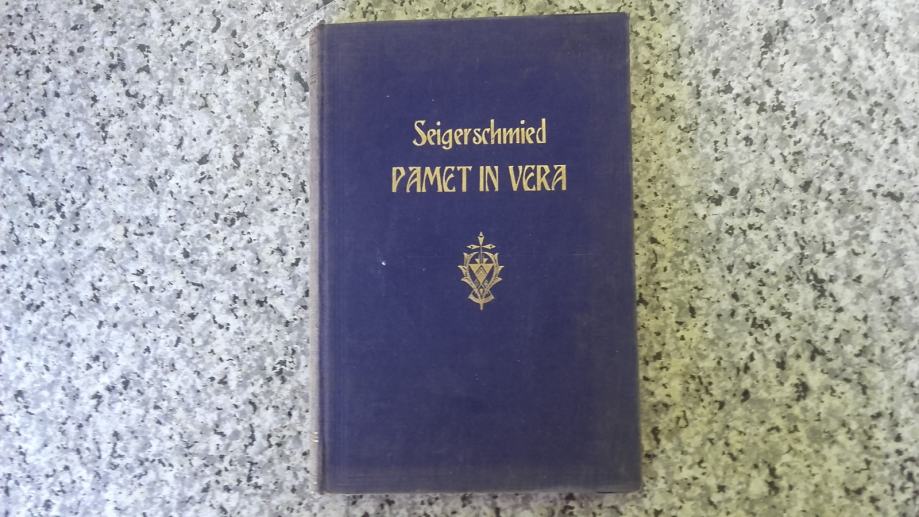 Seigerschmied
PAMET IN VERA